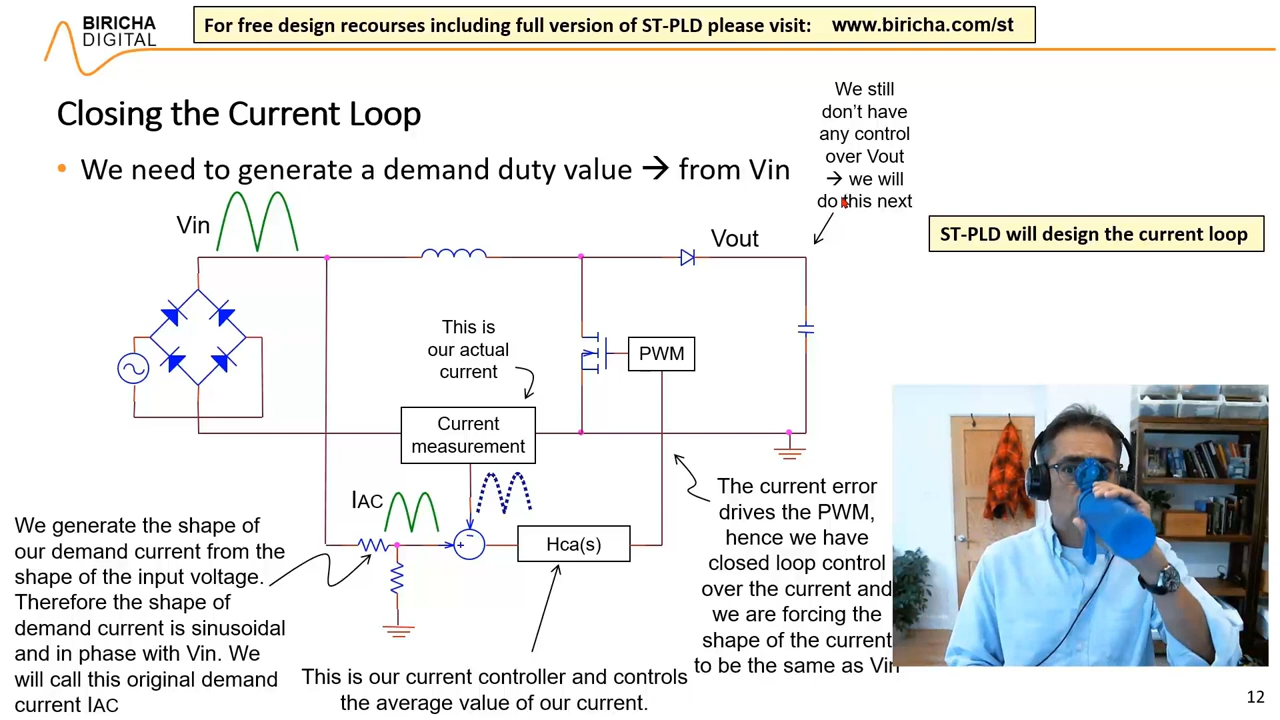 BIRICHA
DIGITAL
For free design recourses including full version of ST-PLD please visit: www.biricha.com/st
Closing the Current Loop
• We need to generate a demand duty value → from Vin
We still
don't have
any control
over Vout
→ we will
do this next
ST-PLD will design the current loop
Vin
Vout
This is
our actual
current
PWM
Current
measurement
IAC
+
-
Hca(s)
We generate the shape of
our demand current from the
shape of the input voltage.
Therefore the shape of
demand current is sinusoidal
and in phase with Vin. We
will call this original demand
current IAC
This is our current controller and controls
the average value of our current.
The current error
drives the PWM,
hence we have
closed loop control
over the current and
we are forcing the
shape of the current
to be the same as Vin
12